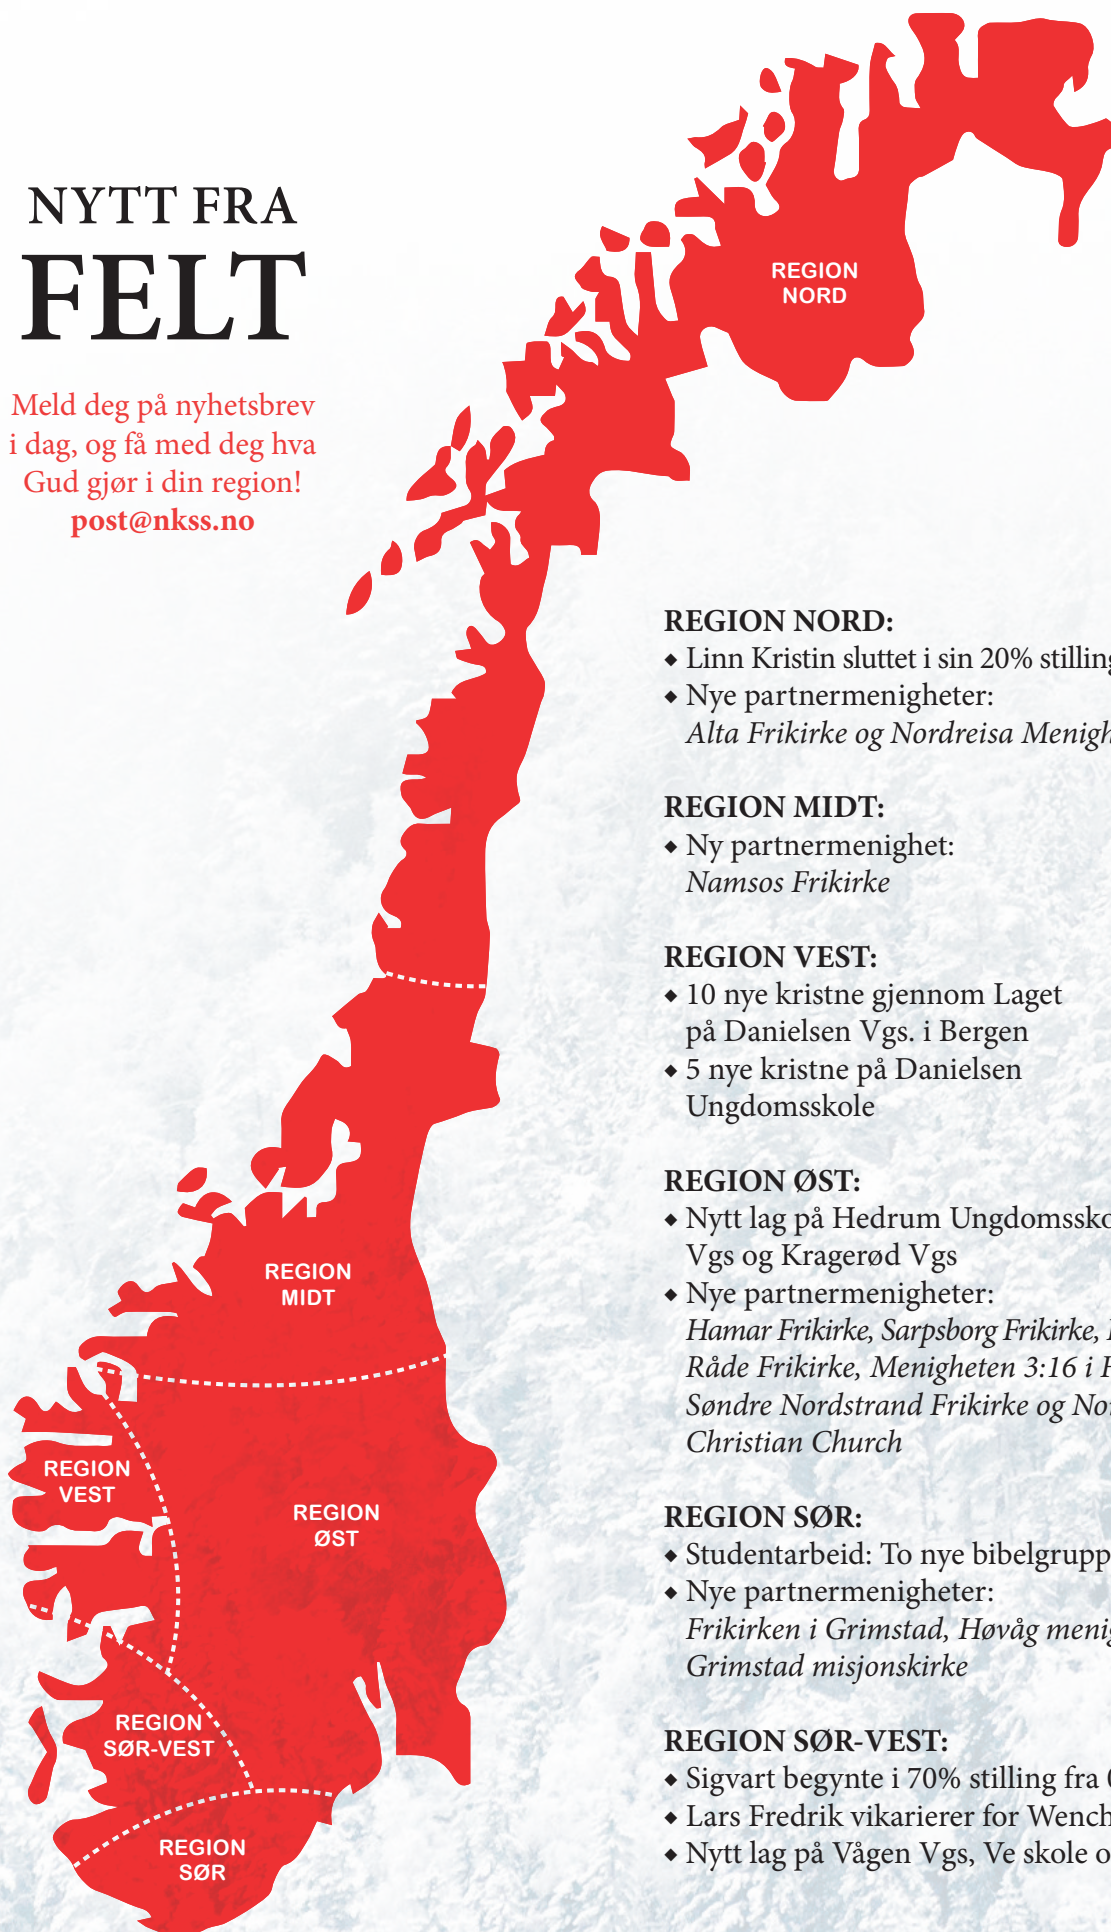 NYTT FRA
FELT
Meld deg på nyhetsbrev
i dag, og få med deg hva
Gud gjør i din region!
post@nkss.no
REGION
NORD
REGION NORD:
◆ Linn Kristin sluttet i sin 20% stilling
◆ Nye partnermenigheter:
Alta Frikirke og Nordreisa
REGION MIDT:
◆ Ny partnermenighet:
Namsos Frikirke
REGION VEST:
◆ 10 nye kristne gjennom Laget
på Danielsen Vgs. i Bergen
◆ 5 nye kristne på Danielsen
Ungdomsskole
REGION ØST:
◆ Nytt lag på Hedrum
Vgs og Kragerød Vgs
◆ Nye partnermenigheter:
Hamar Frikirke, Sarpsborg Frikirke,
Råde Frikirke, Menigheten 3:16 i
Søndre Nordstrand Frikirke og
Christian Church
REGION SØR:
◆ Studentarbeid: To nye
◆ Nye partnermenigheter:
Frikirken i Grimstad, Høvåg
Grimstad misjonskirke
REGION SØR-VEST:
◆ Sigvart begynte i 70% stilling fra
◆ Lars Fredrik vikarierer for
◆ Nytt lag på Vågen Vgs, Ve skole
REGION
MIDT
REGION
VEST
REGION
ØST
REGION
SØR-VEST
REGION
SØR